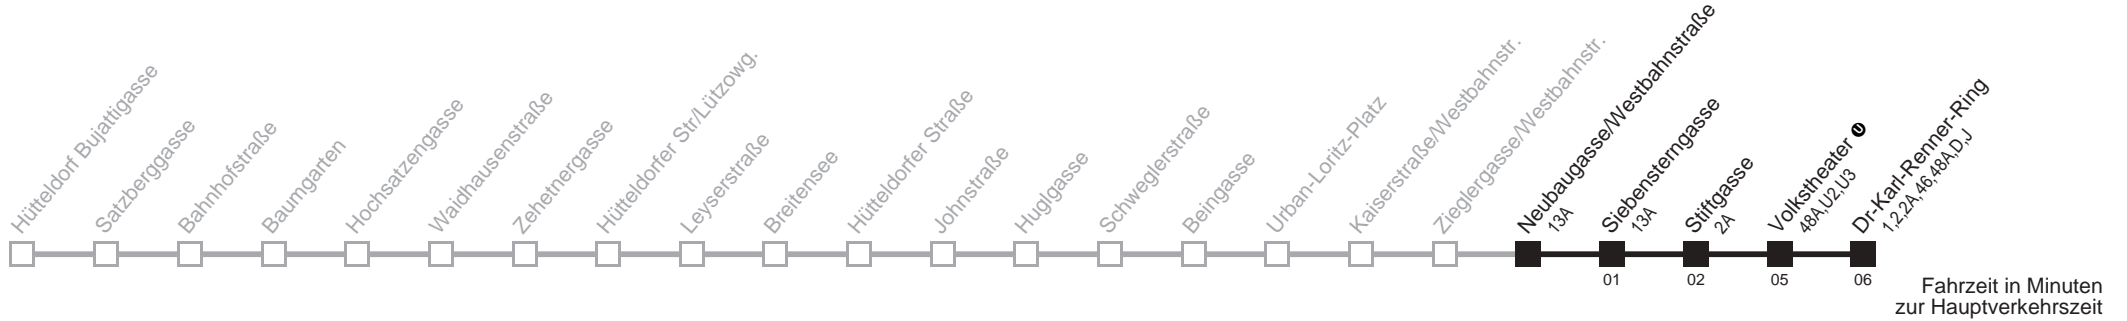 Hütteldorf Bujattigasse
Satzberggasse
Bahnhofstraße
Baumgarten
Hochsatzengasse
Waidhausenstraße
Zehetnergasse
Hütteldorfer Str/Lützowg.
Leyserstraße
Breitensee
Hütteldorfer Straße
Johnstraße
Huglgasse
Schweglerstraße
Beingasse
Urban-Loritz-Platz
Kaiserstraße/Westbahnstr.
Zieglergasse/Westbahnstr.
Neubaugasse/Westbahnstraße
13A
Siebensterngasse
13A
Stiftgasse
2A
Volkstheater U
48A,U2,U3
Dr-Karl-Renner-Ring
1,2,2A,46,48A,D,J
01
02
05
06
Fahrzeit in Minuten
zur Hauptverkehrszeit